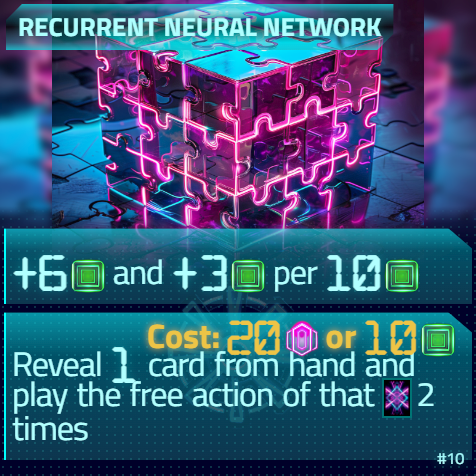 RECURRENT NEURAL NETWORK
+6 and +3 per 10
Cost: 20 or 10
Reveal 1 card from hand and
play the free action of that 2
times
#10